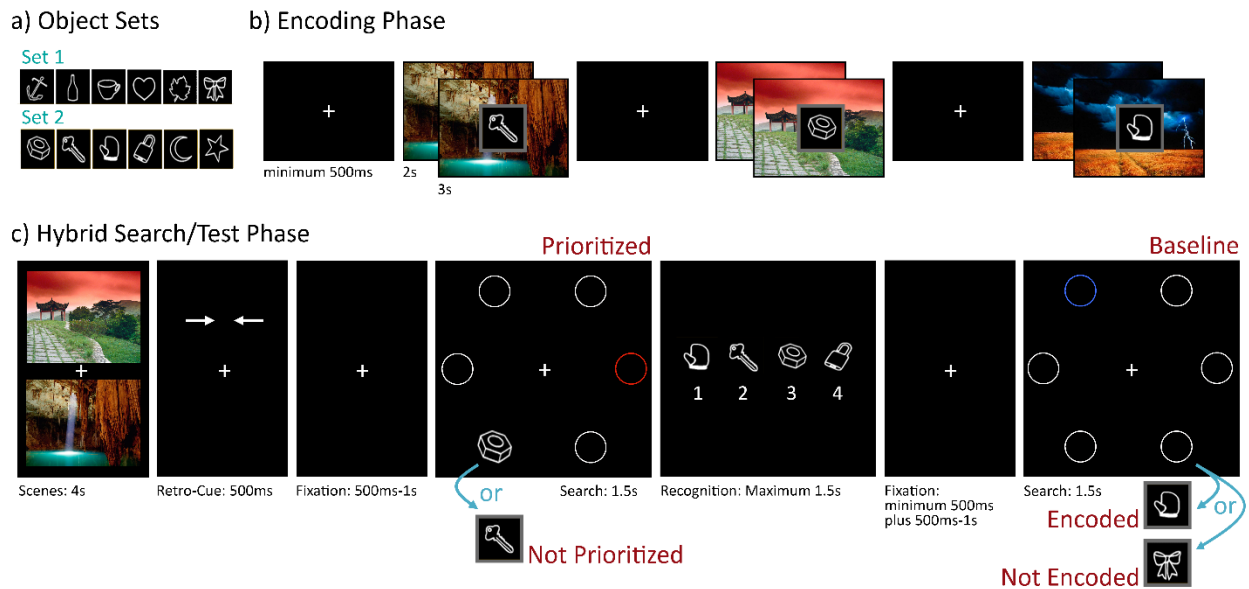 a) Object Sets
Set 1
Set 2
b) Encoding Phase
minimum 500ms
2s
3s
c) Hybrid Search/Test Phase
Prioritized
Baseline
1 2 3 4
Scenes: 4s
Retro-Cue: 500ms
Fixation: 500ms-1s
or
Search: 1.5s
Not Prioritized
Recognition: Maximum 1.5s
Fixation:
minimum 500ms
plus 500ms-1s
Search: 1.5s
Encoded
or
Not Encoded